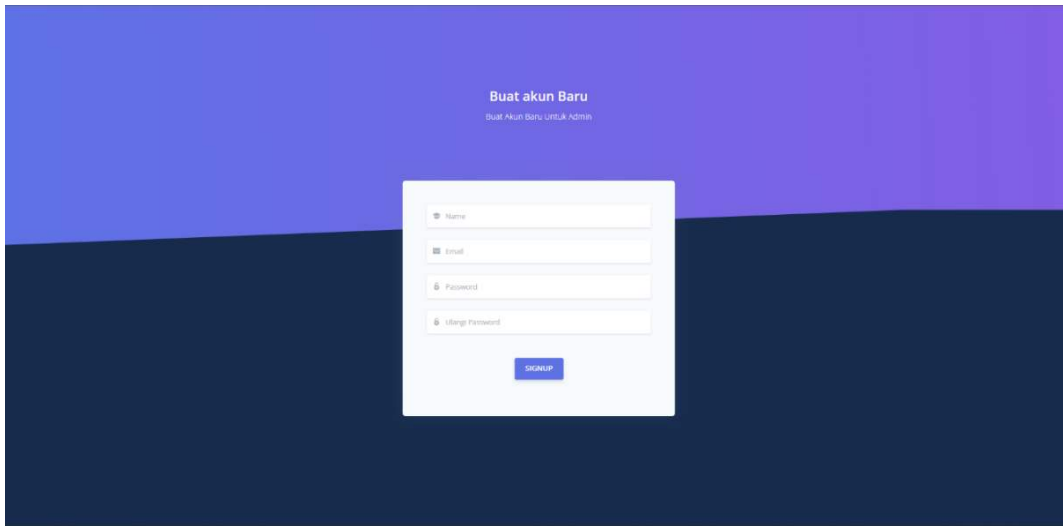 Buat akun Baru
Buat Akun Baru Untuk Admin
Name
Email
Password
Ulangi Password
SIGNUP